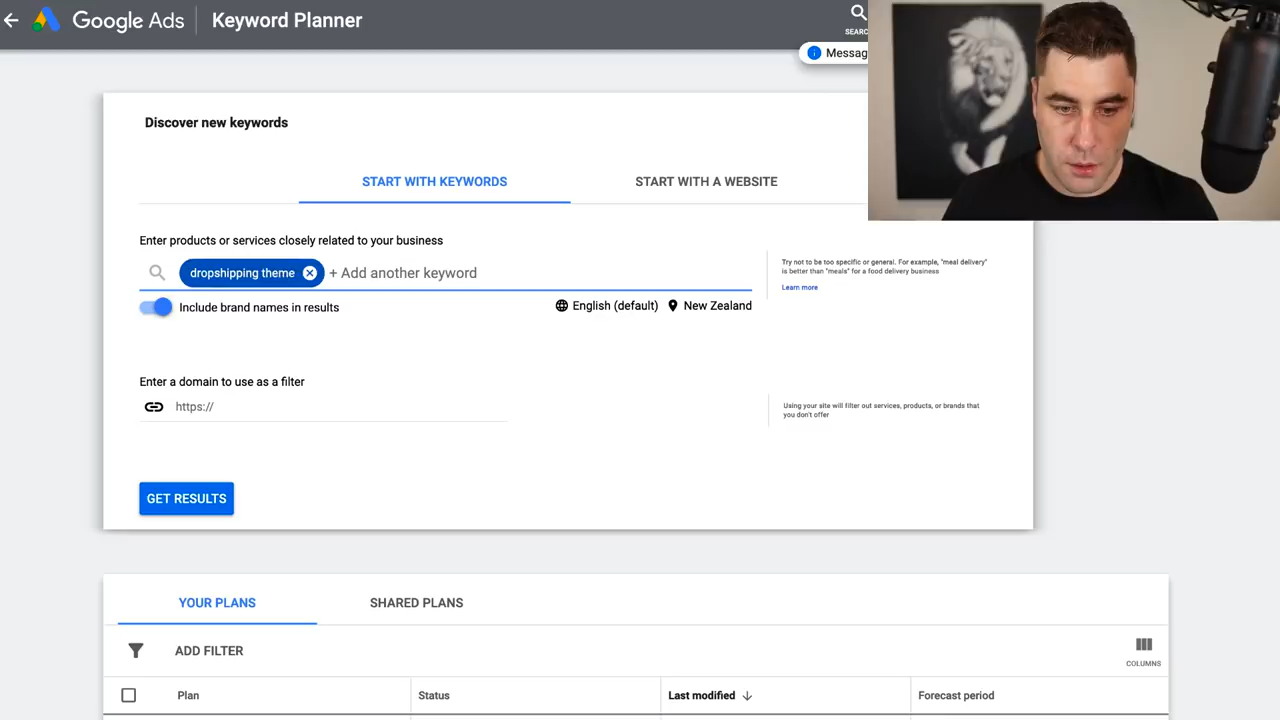 Google Ads
Keyword Planner
SEARC
Messag
Discover new keywords
START WITH KEYWORDS
START WITH A WEBSITE
Enter products or services closely related to your business
dropshipping theme
+ Add another keyword
Try not to be too specific or general. For example, "meal delivery"
is better than "meals" for a food delivery business
Learn more
Include brand names in results
English (default)
New Zealand
Enter a domain to use as a filter
https://
Using your site will filter out services, products, or brands that
you don't offer
GET RESULTS
YOUR PLANS
SHARED PLANS
ADD FILTER
COLUMNS
Plan
Status
Last modified
Forecast period